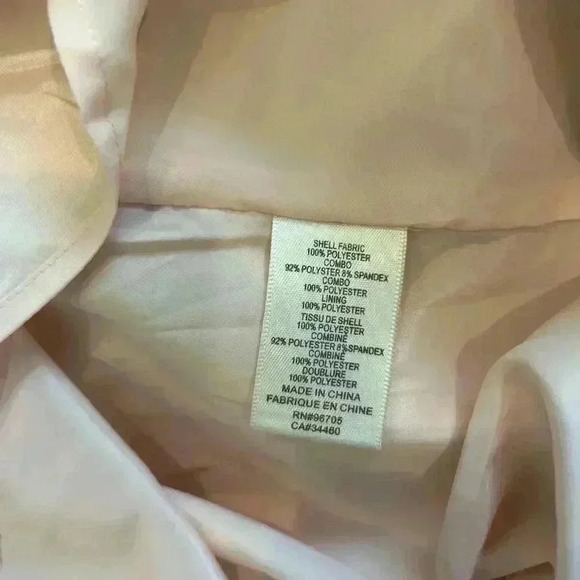 SHELL FABRIC
100% POLYESTER
COMBO
92% POLYSTER 8% SPANDEX
COMBO
100% POLYESTER
LINING
100% POLYESTER
TISSU DE SHELL
100% POLYESTER
COMBINÉ
92% POLYESTER 8%SPANDEX
COMBINÉ
100% POLYESTER
DOUBLURE
100% POLYESTER
MADE IN CHINA
FABRIQUE EN CHINE
RN#96705
CA#34460